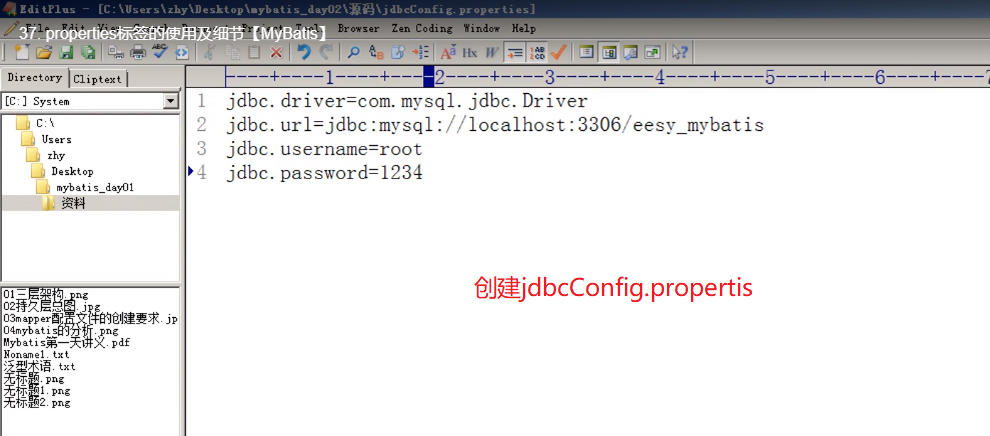 EditPlus - [C:\Users\zhy\Desktop\mybatis_day02\源码\jdbcConfig.properties]
37. properties标签的使用及细节【MyBatis】
Browser Zen Coding Window Help
Directory Cliptext
[C:] System
C:\
Users
zhy
Desktop
mybatis_day01
资料
01三层架构.png
02持久层总图.jpg
03mapper配置文件的创建要求.jp
04mybatis的分析.png
Mybatis第一天讲义.pdf
Noname1.txt
泛型术语.txt
无标题.png
无标题1.png
无标题2.png
----+----1----+----2----+----3----+----4----+----5----+----6----+----7
1 jdbc.driver=com.mysql.jdbc.Driver
2 jdbc.url=jdbc:mysql://localhost:3306/eesy_mybatis
3 jdbc.username=root
4 jdbc.password=1234
创建jdbcConfig.propertis